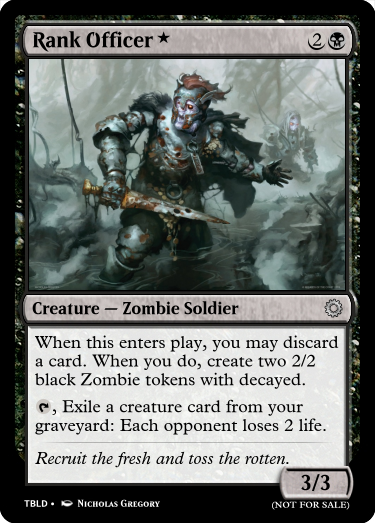 Rank Officer★
2
Creature — Zombie Soldier
When this enters play, you may discard
a card. When you do, create two 2/2
black Zombie tokens with decayed.
, Exile a creature card from your
graveyard: Each opponent loses 2 life.
Recruit the fresh and toss the rotten.
3/3
TBLD • Nicholas Gregory
(NOT FOR SALE)